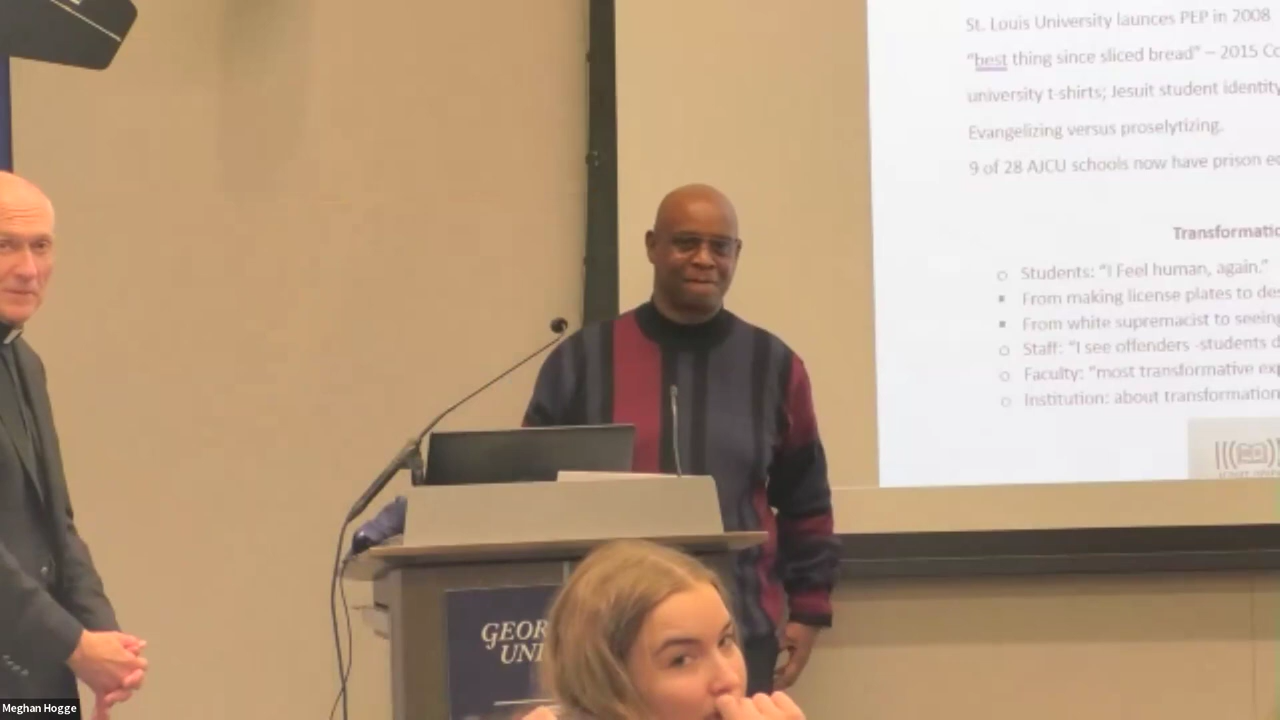 St. Louis University launces PEP in 2008
"best thing since sliced bread" – 2015 Co
university t-shirts; Jesuit student identity
Evangelizing versus proselytizing.
9 of 28 AJCU schools now have prison e
Transformatio
Students: "I Feel human, again."
From making license plates to des
From white supremacist to seeing
Staff: "I see offenders -students d
Faculty: "most transformative exp
Institution: about transformation
GEOR
UNI
Meghan Hogge